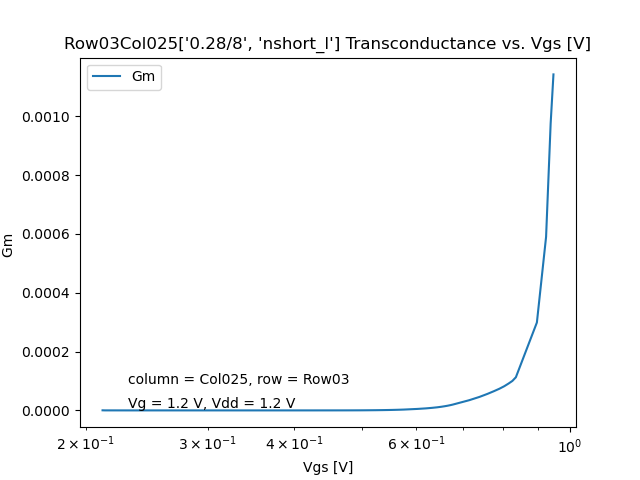 Row03Col025['0.28/8', 'nshort_l'] Transconductance vs. Vgs [V]
Gm
0.0010
0.0008
0.0006
0.0004
0.0002
0.0000
Gm
column = Col025, row = Row03
Vg = 1.2 V, Vdd = 1.2 V
2 × 10⁻¹ 3 × 10⁻¹ 4 × 10⁻¹ 6 × 10⁻¹ 10⁰
Vgs [V]